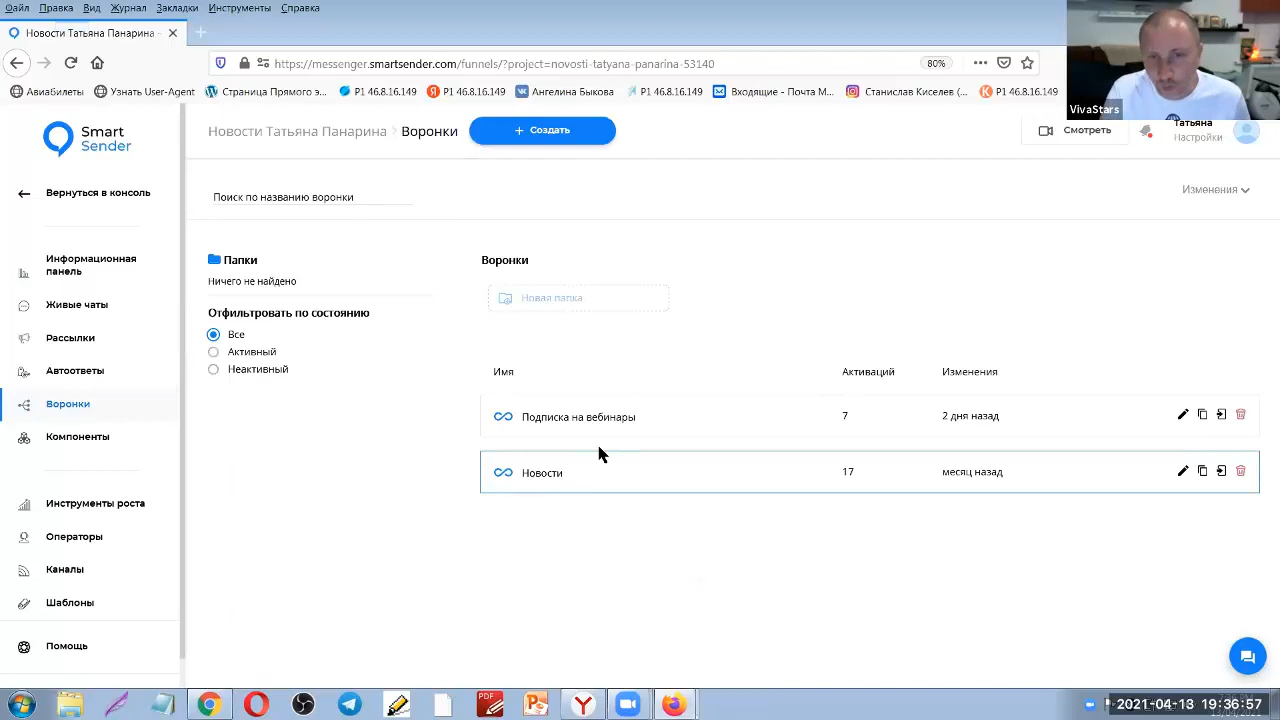 Файл Правка Вид Журнал Закладки Инструменты Справка
Новости Татьяна Панарина -
https://messenger.smartsender.com/funnels/?project=novosti-tatyana-panarina-53140
80%
Авиабилеты
Узнать User-Agent
Страница Прямого э...
P1 46.8.16.149
P1 46.8.16.149
Ангелина Быкова
P1 46.8.16.149
Входящие - Почта М...
Станислав Киселев (...
P1 46.8.16.149
VivaStars
Smart
Sender
Новости Татьяна Панарина > Воронки
+ Создать
Смотреть
Татьяна
Настройки
Вернуться в консоль
Поиск по названию воронки
Изменения
Информационная
панель
Живые чаты
Рассылки
Автоответы
Воронки
Компоненты
Инструменты роста
Операторы
Каналы
Шаблоны
Помощь
Папки
Ничего не найдено
Отфильтровать по состоянию
Все
Активный
Неактивный
Воронки
Новая папка
Имя
Активаций
Изменения
Подписка на вебинары
7
2 дня назад
Новости
17
месяц назад
PDF
2021-04-13 19:36:57